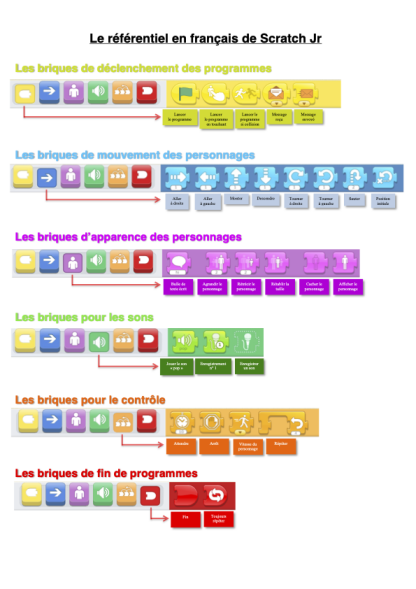 Le référentiel en français de Scratch Jr
Les briques de déclenchement des programmes
Lancer le programme
Lancer le programme en touchant
Lancer le programme si collision
Message reçu
Message envoyé
Les briques de mouvement des personnages
Aller à droite
Aller à gauche
Monter
Descendre
Tourner à droite
Tourner à gauche
Sauter
Position initiale
Les briques d'apparence des personnages
Bulle de texte écrit
Agrandir le personnage
Rétrécir le personnage
Rétablir la taille
Cacher le personnage
Afficher le personnage
Les briques pour les sons
Jouer le son « pop »
Enregistrement n° 1
Enregistrer un son
Les briques pour le contrôle
Attendre
Arrêt
Vitesse du personnage
Répéter
Les briques de fin de programmes
Fin
Toujours répéter